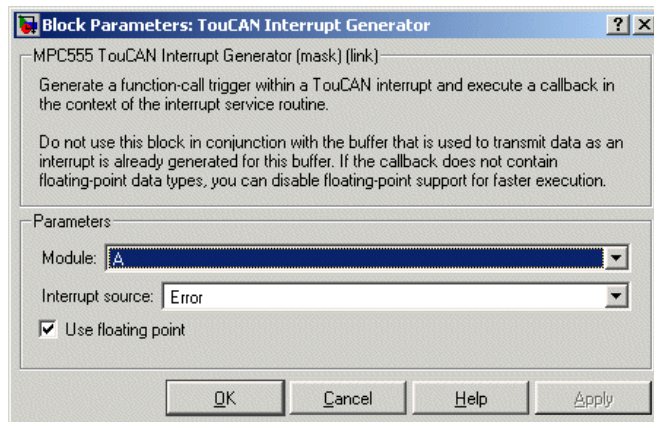 Block Parameters: TouCAN Interrupt Generator
MPC555 TouCAN Interrupt Generator (mask) (link)
Generate a function-call trigger within a TouCAN interrupt and execute a callback in
the context of the interrupt service routine.
Do not use this block in conjunction with the buffer that is used to transmit data as an
interrupt is already generated for this buffer. If the callback does not contain
floating-point data types, you can disable floating-point support for faster execution.
Parameters
Module: A
Interrupt source: Error
Use floating point
OK Cancel Help Apply